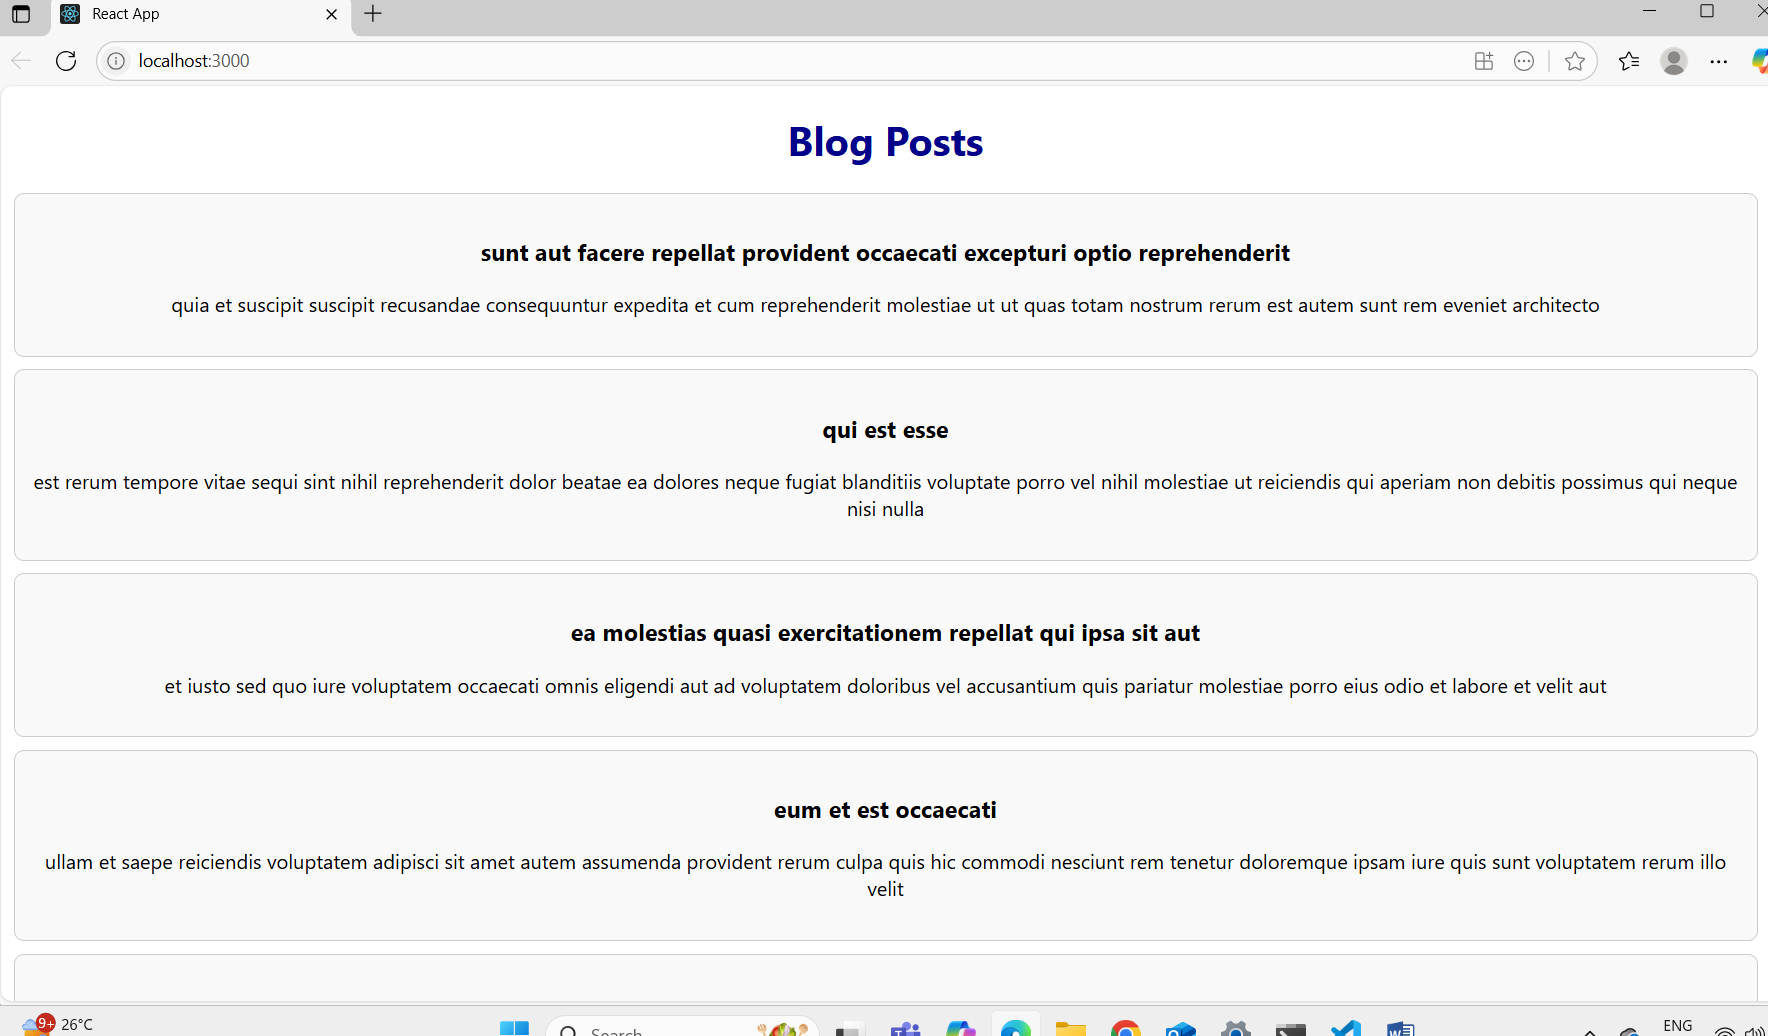 React App
localhost:3000
Blog Posts
sunt aut facere repellat provident occaecati excepturi optio reprehenderit
quia et suscipit suscipit recusandae consequuntur expedita et cum reprehenderit molestiae ut ut quas totam nostrum rerum est autem sunt rem eveniet architecto
qui est esse
est rerum tempore vitae sequi sint nihil reprehenderit dolor beatae ea dolores neque fugiat blanditiis voluptate porro vel nihil molestiae ut reiciendis qui aperiam non debitis possimus qui neque
nisi nulla
ea molestias quasi exercitationem repellat qui ipsa sit aut
et iusto sed quo iure voluptatem occaecati omnis eligendi aut ad voluptatem doloribus vel accusantium quis pariatur molestiae porro eius odio et labore et velit aut
eum et est occaecati
ullam et saepe reiciendis voluptatem adipisci sit amet autem assumenda provident rerum culpa quis hic commodi nesciunt rem tenetur doloremque ipsam iure quis sunt voluptatem rerum illo
velit
9+ 26°C
Search
ENG